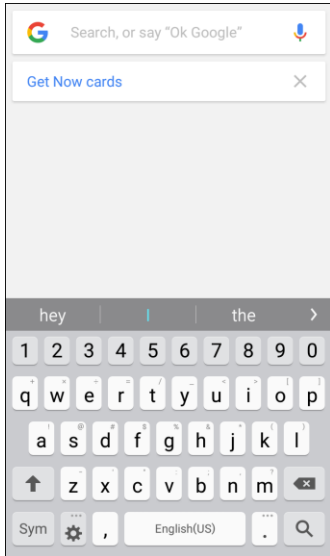 Search, or say “Ok Google”
Get Now cards
hey I the
1 2 3 4 5 6 7 8 9 0
q w e r t y u i o p
a s d f g h j k l
z x c v b n m
Sym , English(US) .